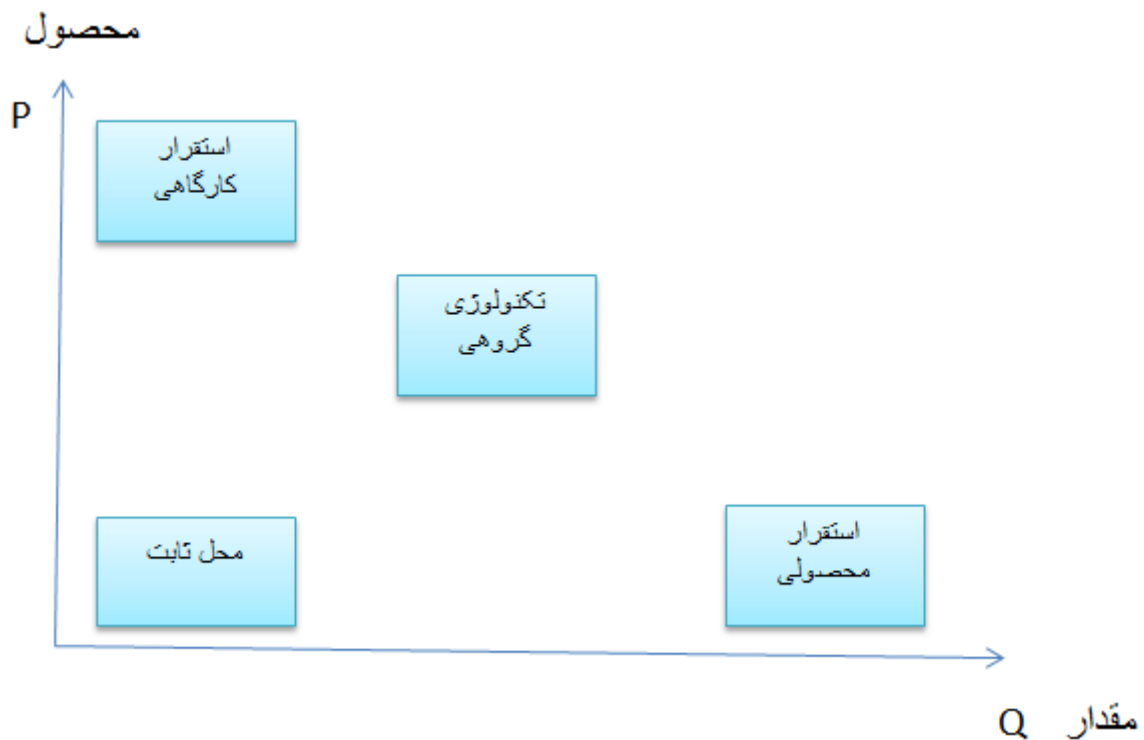 محصول
P
استقرار
کارگاهی
تکنولوژی
گروهی
محل ثابت
استقرار
محصولی
Q مقدار